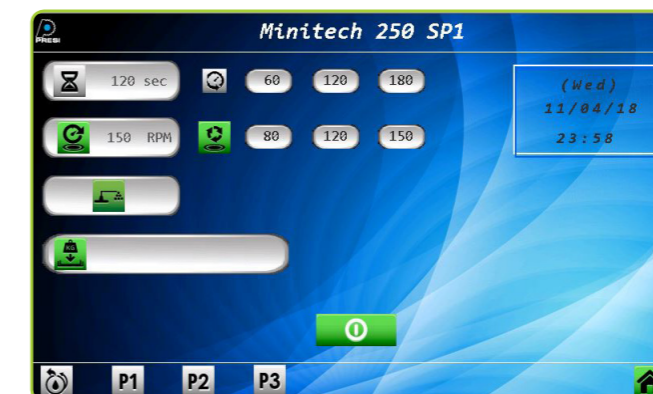 PRESI
Minitech 250 SP1
120 sec 60 120 180
(Wed)
11/04/18
23:58
150 RPM 80 120 150
KG
P1 P2 P3